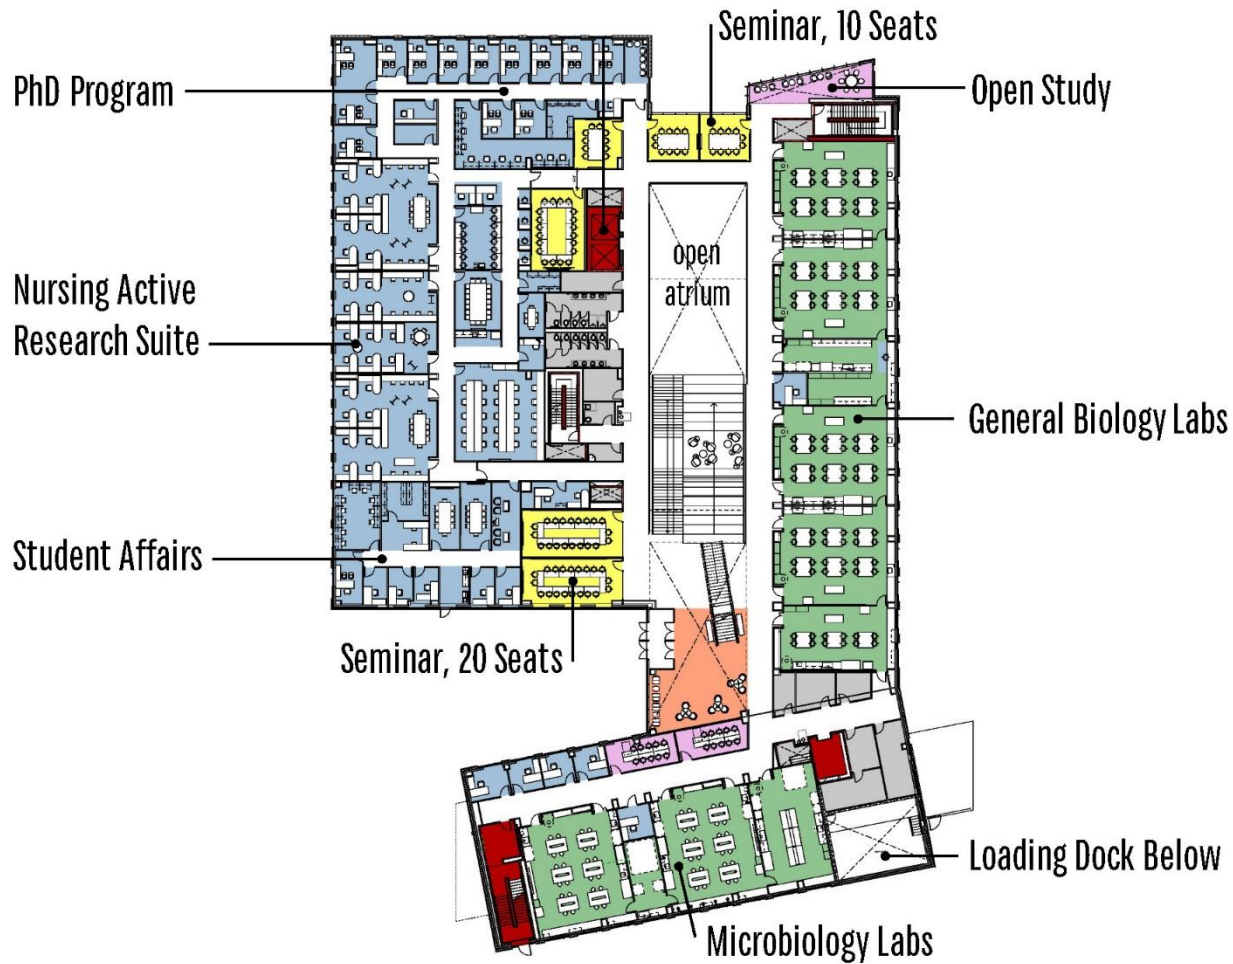 Seminar, 10 Seats
PhD Program
Open Study
open
atrium
Nursing Active
Research Suite
General Biology Labs
Student Affairs
Seminar, 20 Seats
Loading Dock Below
Microbiology Labs